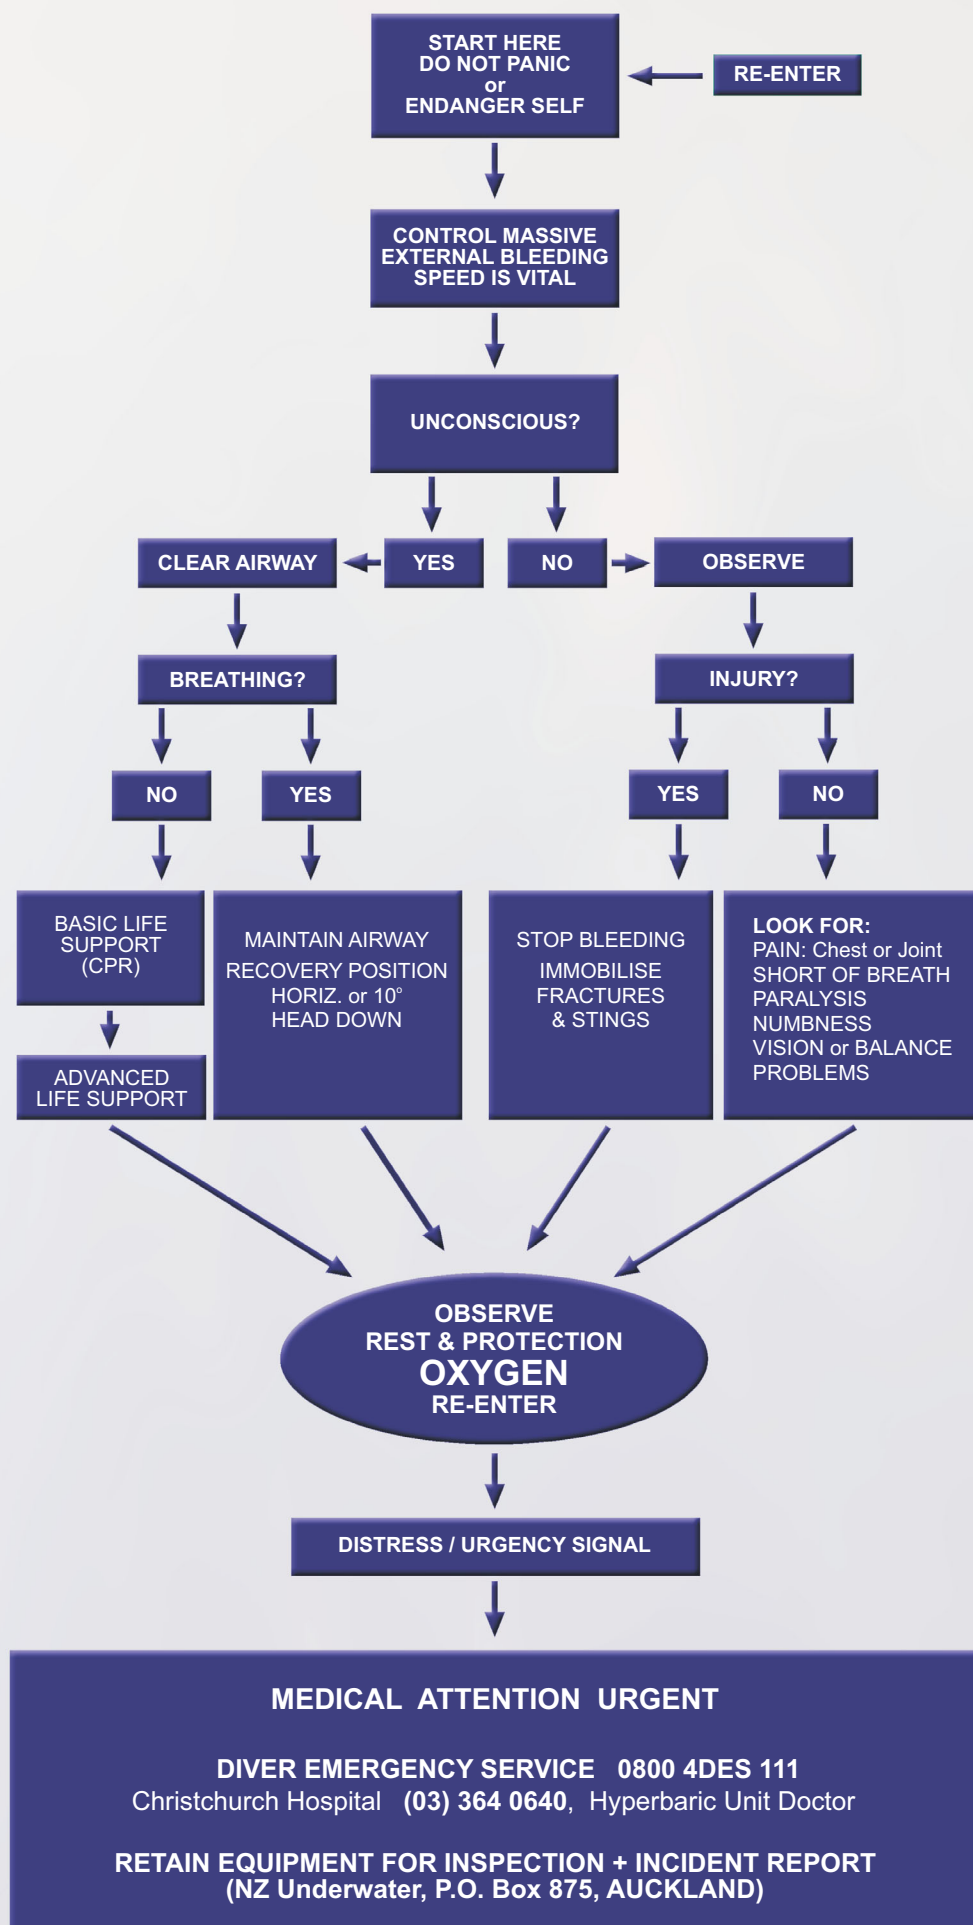 START HERE
DO NOT PANIC
or
ENDANGER SELF
RE-ENTER
CONTROL MASSIVE
EXTERNAL BLEEDING
SPEED IS VITAL
UNCONSCIOUS?
CLEAR AIRWAY
YES
NO
OBSERVE
BREATHING?
INJURY?
NO
YES
YES
NO
BASIC LIFE
SUPPORT
(CPR)
ADVANCED
LIFE SUPPORT
MAINTAIN AIRWAY
RECOVERY POSITION
HORIZ. or 10°
HEAD DOWN
STOP BLEEDING
IMMOBILISE
FRACTURES
& STINGS
LOOK FOR:
PAIN: Chest or Joint
SHORT OF BREATH
PARALYSIS
NUMBNESS
VISION or BALANCE
PROBLEMS
OBSERVE
REST & PROTECTION
OXYGEN
RE-ENTER
DISTRESS / URGENCY SIGNAL
MEDICAL ATTENTION URGENT
DIVER EMERGENCY SERVICE 0800 4DES 111
Christchurch Hospital (03) 364 0640, Hyperbaric Unit Doctor
RETAIN EQUIPMENT FOR INSPECTION + INCIDENT REPORT
(NZ Underwater, P.O. Box 875, AUCKLAND)